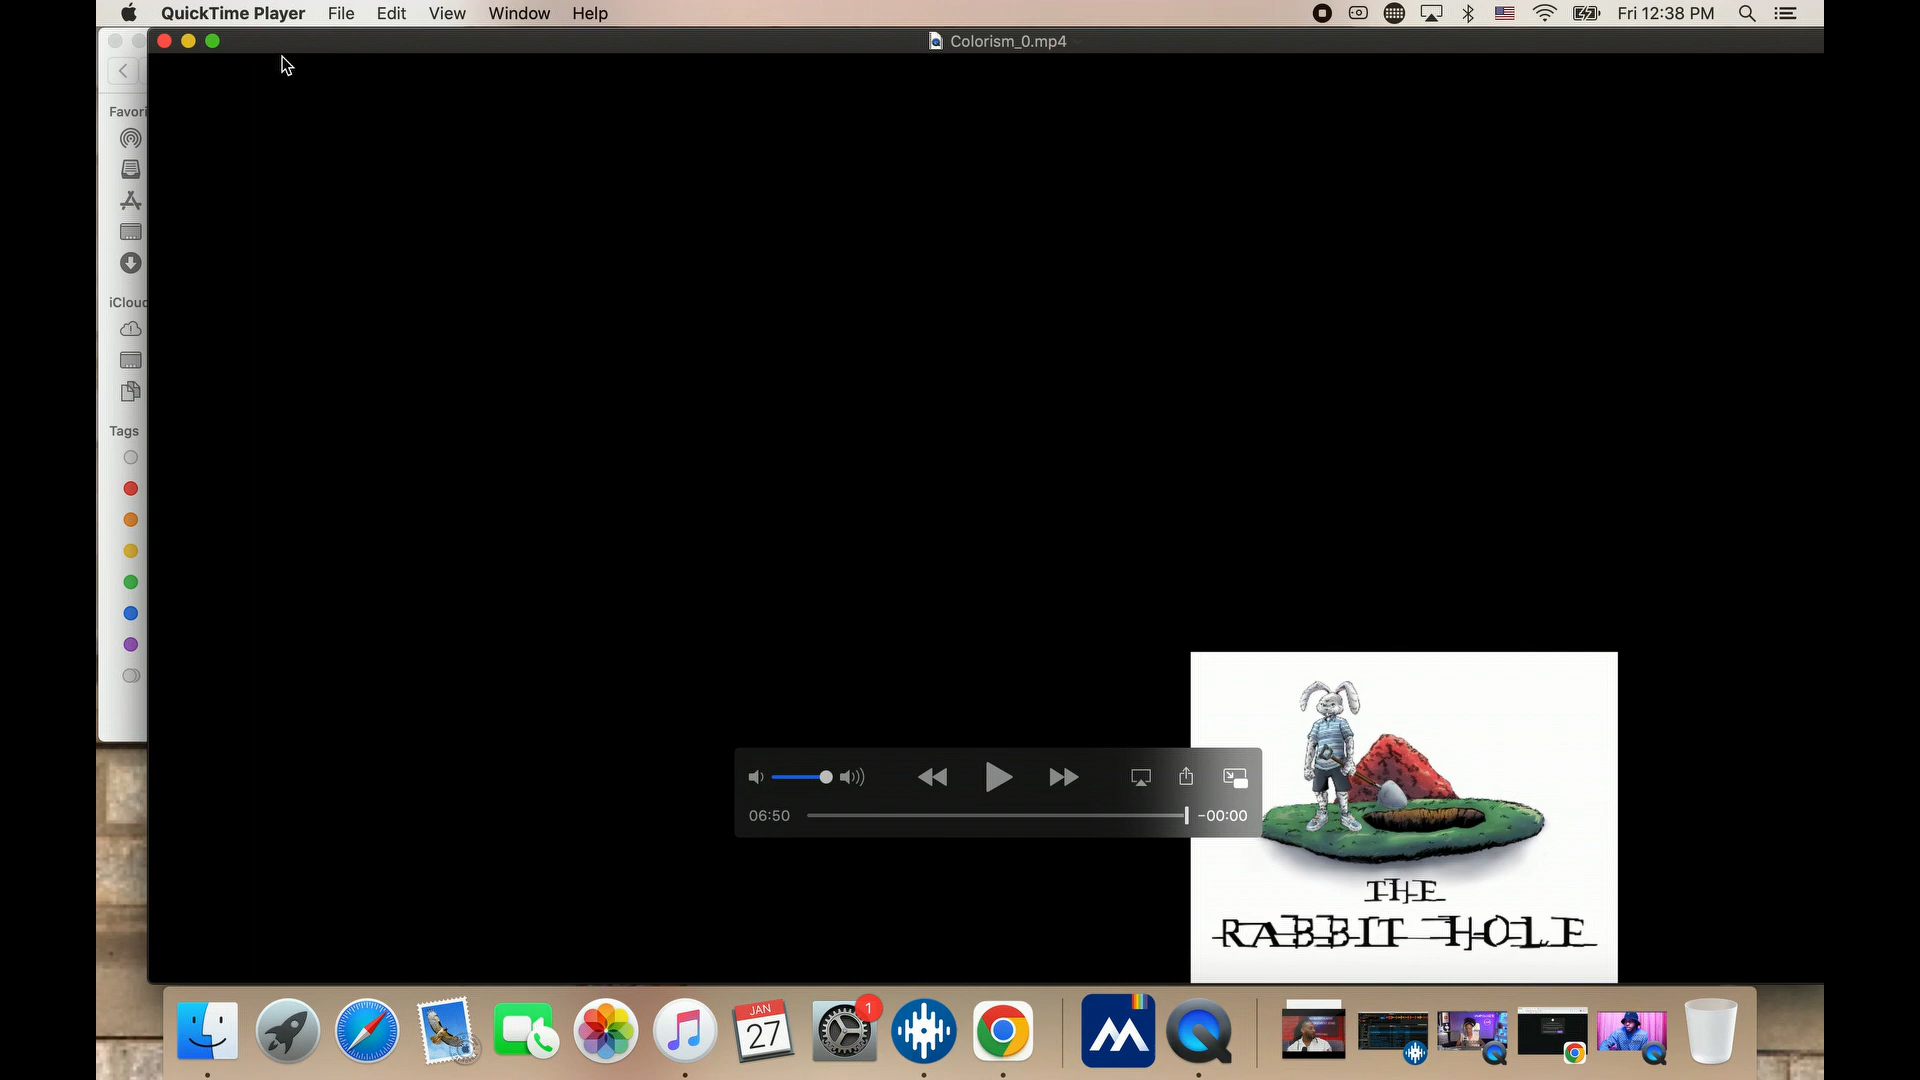 QuickTime Player File Edit View Window Help Fri 12:38 PM
Colorism_0.mp4
Favori
iCloud
Tags
06:50 -00:00
THE
RABBIT HOLE
JAN
27
1